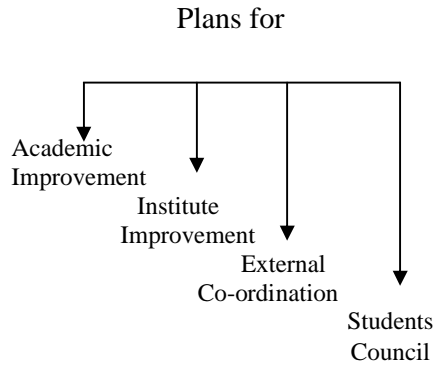 Plans for
Academic
Improvement
Institute
Improvement
External
Co-ordination
Students
Council